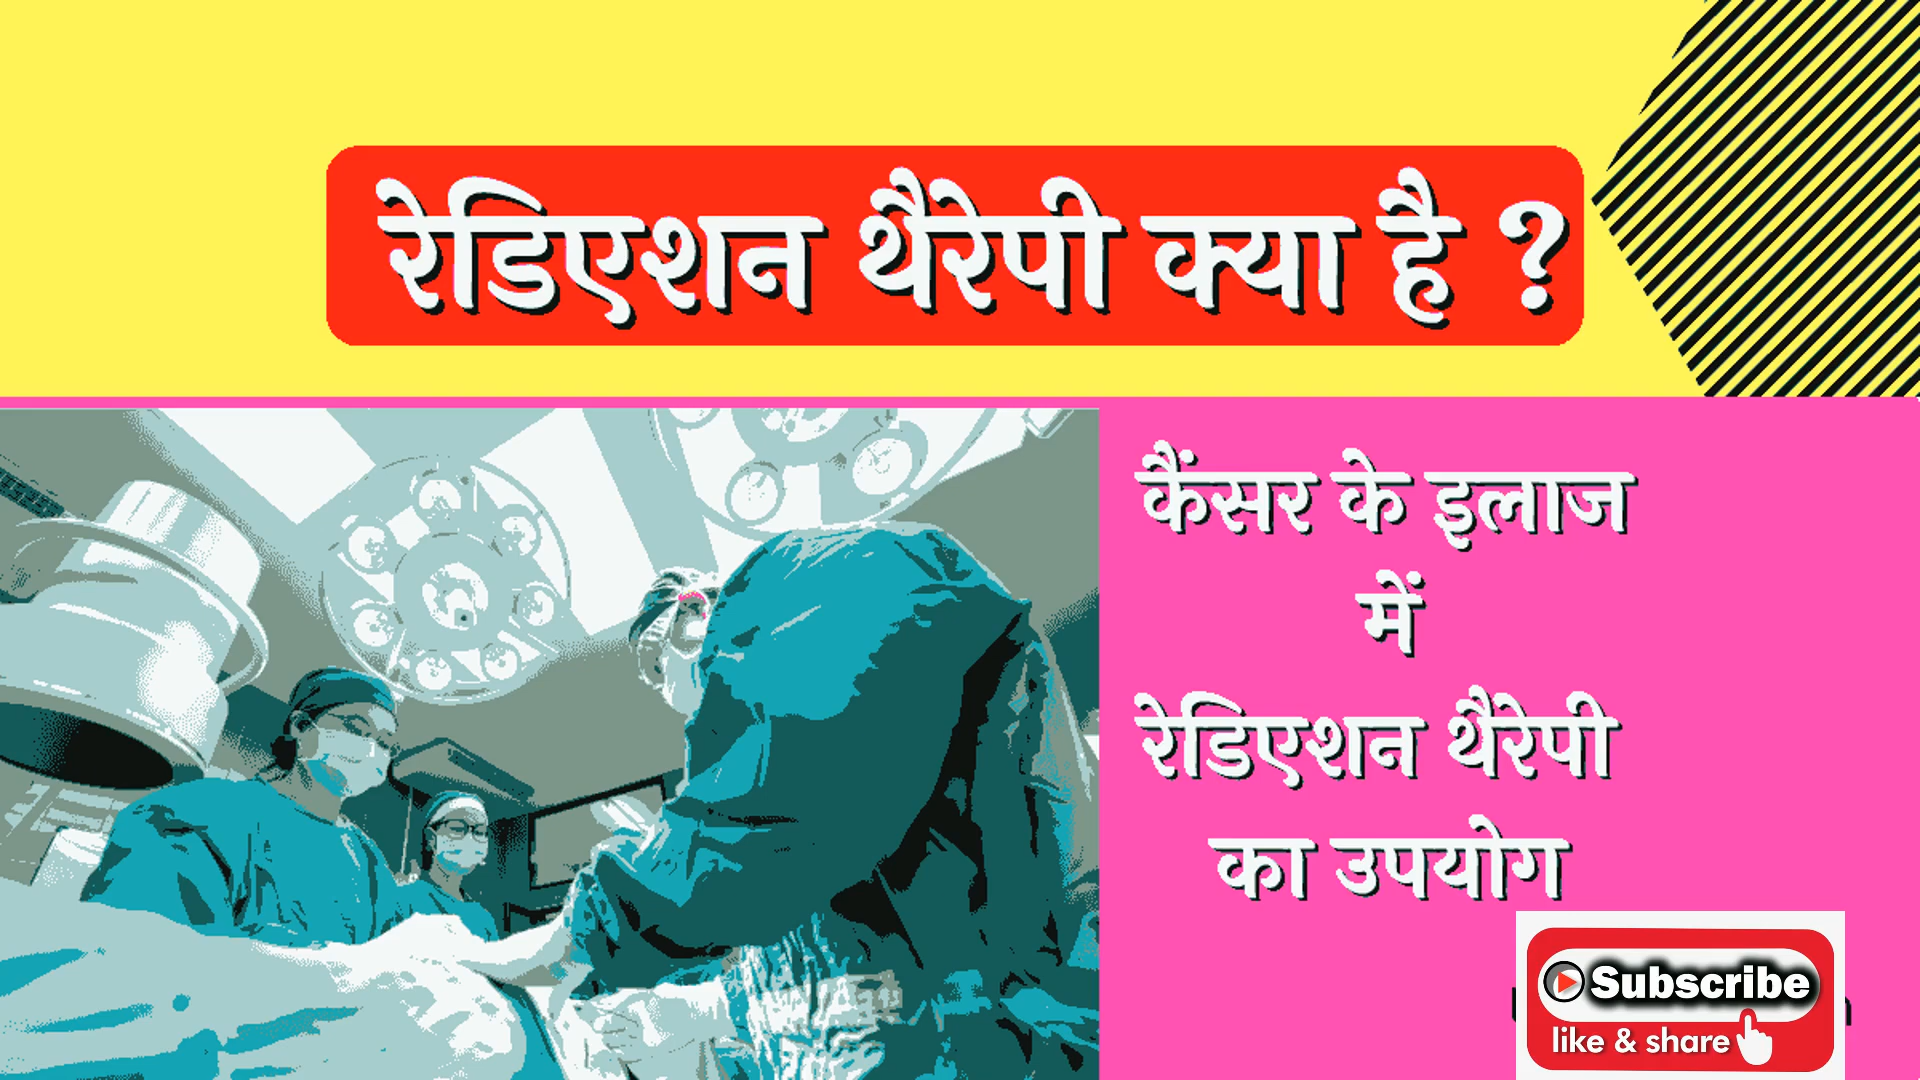 रेडिएशन थैरेपी क्या है ?
कैंसर के इलाज
में
रेडिएशन थैरेपी
का उपयोग
Subscribe
like & share